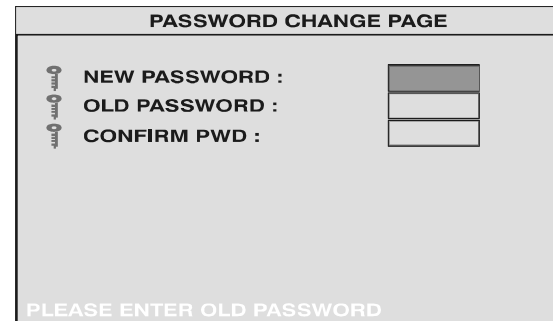 PASSWORD CHANGE PAGE
NEW PASSWORD :
OLD PASSWORD :
CONFIRM PWD :
PLEASE ENTER OLD PASSWORD